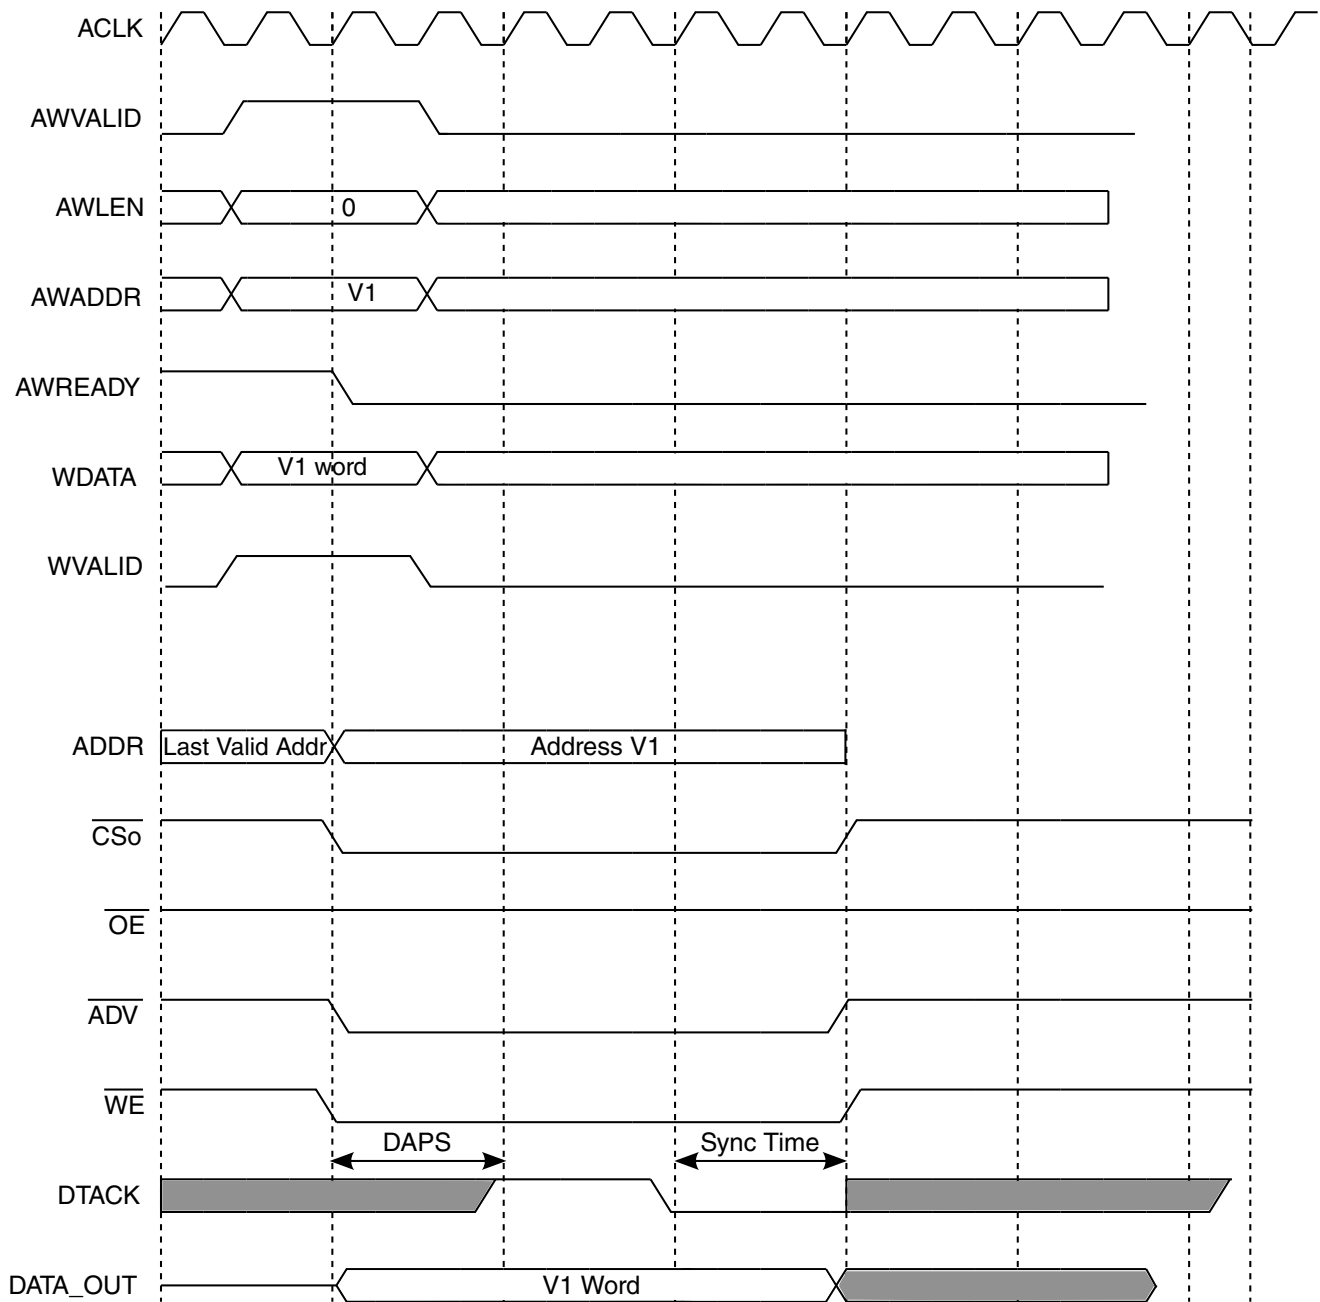 ACLK
AWVALID
AWLEN 0
AWADDR V1
AWREADY
WDATA V1 word
WVALID
ADDR Last Valid Addr Address V1
CSo
OE
ADV
WE
DAPS Sync Time
DTACK
DATA_OUT V1 Word